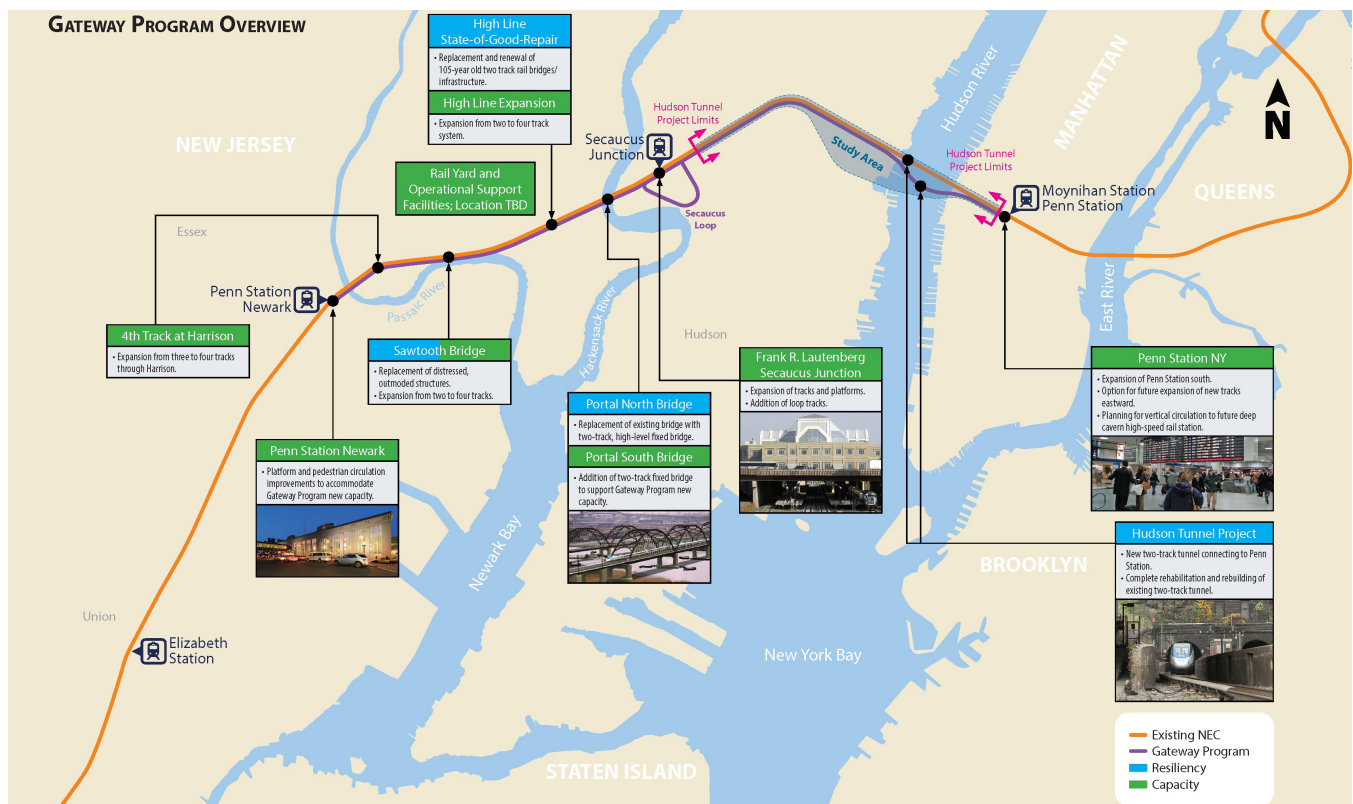 GATEWAY PROGRAM OVERVIEW
High Line
State-of-Good-Repair
• Replacement and renewal of
105-year old two track rail bridges/
infrastructure.
High Line Expansion
• Expansion from two to four track
system.
NEW JERSEY
Rail Yard and
Operational Support
Facilities; Location TBD
Secaucus
Junction
Hudson Tunnel
Project Limits
Secaucus
Loop
Study Area
Hudson River
MANHATTAN
N
Hudson Tunnel
Project Limits
Moynihan Station
Penn Station
QUEENS
East River
Essex
Penn Station
Newark
Passaic River
Hackensack River
Hudson
4th Track at Harrison
• Expansion from three to four tracks
through Harrison.
Sawtooth Bridge
• Replacement of distressed,
outmoded structures.
• Expansion from two to four tracks.
Frank R. Lautenberg
Secaucus Junction
• Expansion of tracks and platforms.
• Addition of loop tracks.
Penn Station NY
• Expansion of Penn Station south.
• Option for future expansion of new tracks
eastward.
• Planning for vertical circulation to future deep
cavern high-speed rail station.
Portal North Bridge
• Replacement of existing bridge with
two-track, high-level fixed bridge.
Portal South Bridge
• Addition of two-track fixed bridge
to support Gateway Program new
capacity.
Penn Station Newark
• Platform and pedestrian circulation
improvements to accommodate
Gateway Program new capacity.
Newark Bay
BROOKLYN
Hudson Tunnel Project
• New two-track tunnel connecting to Penn
Station.
• Complete rehabilitation and rebuilding of
existing two-track tunnel.
Union
Elizabeth
Station
New York Bay
STATEN ISLAND
Existing NEC
Gateway Program
Resiliency
Capacity